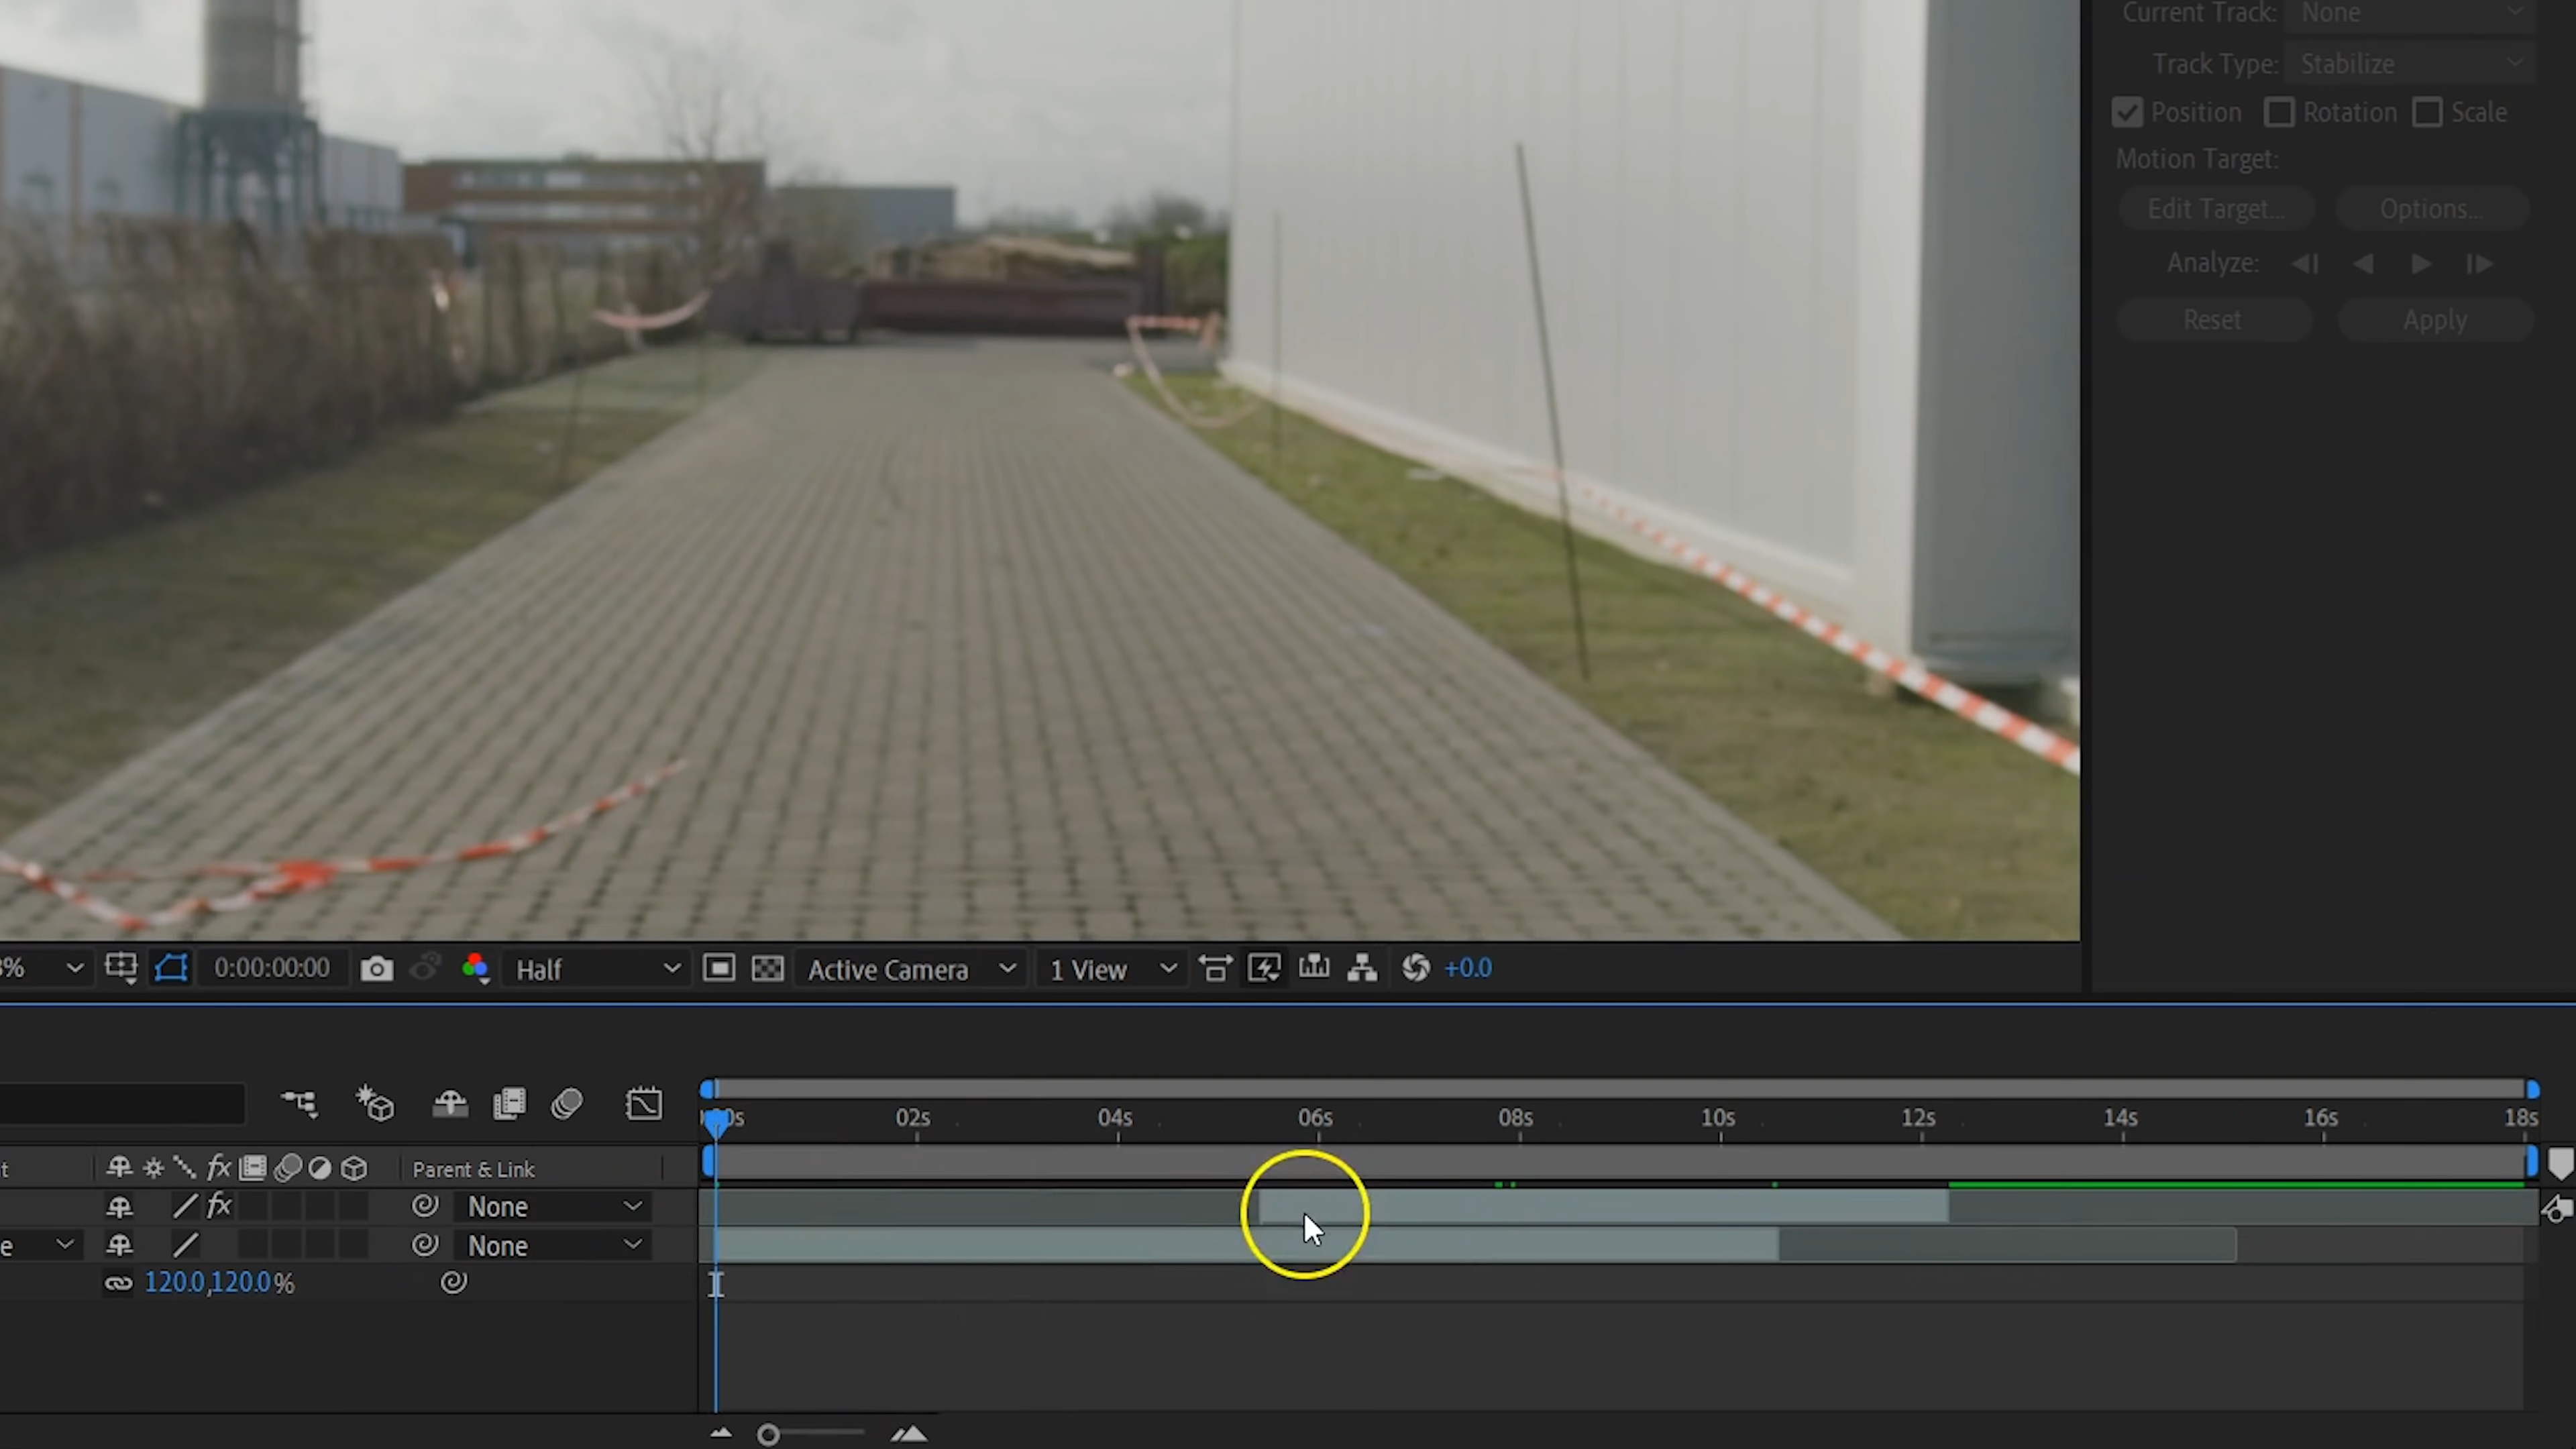 Current Track: None
Track Type: Stabilize
Position Rotation Scale
Motion Target:
Edit Target... Options...
Analyze:
Reset Apply
% 0:00:00:00 Half Active Camera 1 View +0.0
02s 04s 06s 08s 10s 12s 14s 16s 18s
t fx Parent & Link
fx None
e None
120.0,120.0%